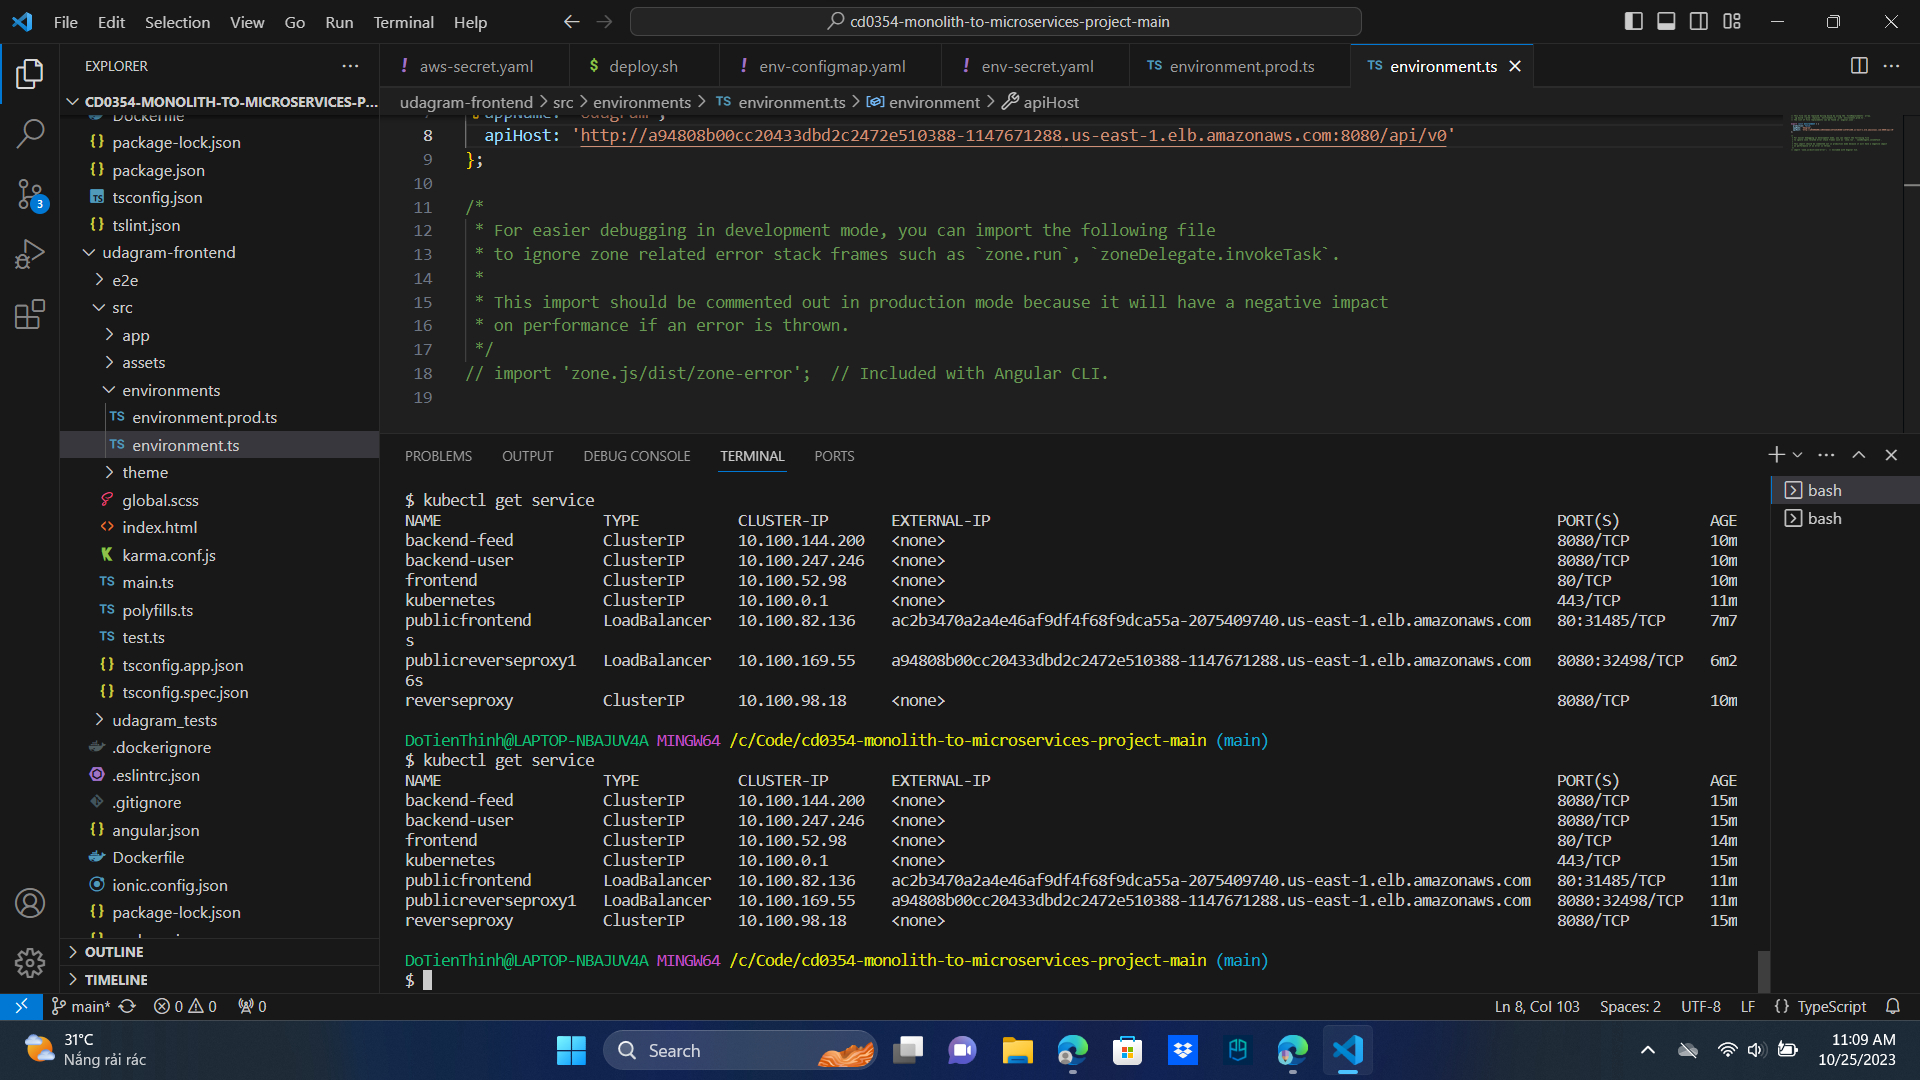 File Edit Selection View Go Run Terminal Help
cd0354-monolith-to-microservices-project-main
EXPLORER
aws-secret.yaml
$ deploy.sh
env-configmap.yaml
env-secret.yaml
TS environment.prod.ts
TS environment.ts
CD0354-MONOLITH-TO-MICROSERVICES-P...
udagram-frontend > src > environments > TS environment.ts > environment > apiHost
Dockerfile
package-lock.json
package.json
tsconfig.json
tslint.json
udagram-frontend
e2e
src
app
assets
environments
TS environment.prod.ts
TS environment.ts
theme
global.scss
index.html
karma.conf.js
TS main.ts
TS polyfills.ts
TS test.ts
tsconfig.app.json
tsconfig.spec.json
udagram_tests
.dockerignore
.eslintrc.json
.gitignore
angular.json
Dockerfile
ionic.config.json
package-lock.json
OUTLINE
TIMELINE
3
appName: 'Udagram',
8 apiHost: 'http://a94808b00cc20433dbd2c2472e510388-1147671288.us-east-1.elb.amazonaws.com:8080/api/v0'
9 };
10
11 /*
12 * For easier debugging in development mode, you can import the following file
13 * to ignore zone related error stack frames such as `zone.run`, `zoneDelegate.invokeTask`.
14 *
15 * This import should be commented out in production mode because it will have a negative impact
16 * on performance if an error is thrown.
17 */
18 // import 'zone.js/dist/zone-error'; // Included with Angular CLI.
19
PROBLEMS OUTPUT DEBUG CONSOLE TERMINAL PORTS
bash
bash
$ kubectl get service
NAME TYPE CLUSTER-IP EXTERNAL-IP PORT(S) AGE
backend-feed ClusterIP 10.100.144.200 <none> 8080/TCP 10m
backend-user ClusterIP 10.100.247.246 <none> 8080/TCP 10m
frontend ClusterIP 10.100.52.98 <none> 80/TCP 10m
kubernetes ClusterIP 10.100.0.1 <none> 443/TCP 11m
publicfrontend LoadBalancer 10.100.82.136 ac2b3470a2a4e46af9df4f68f9dca55a-2075409740.us-east-1.elb.amazonaws.com 80:31485/TCP 7m7
s
publicreverseproxy1 LoadBalancer 10.100.169.55 a94808b00cc20433dbd2c2472e510388-1147671288.us-east-1.elb.amazonaws.com 8080:32498/TCP 6m2
6s
reverseproxy ClusterIP 10.100.98.18 <none> 8080/TCP 10m
DoTienThinh@LAPTOP-NBAJUV4A MINGW64 /c/Code/cd0354-monolith-to-microservices-project-main (main)
$ kubectl get service
NAME TYPE CLUSTER-IP EXTERNAL-IP PORT(S) AGE
backend-feed ClusterIP 10.100.144.200 <none> 8080/TCP 15m
backend-user ClusterIP 10.100.247.246 <none> 8080/TCP 15m
frontend ClusterIP 10.100.52.98 <none> 80/TCP 14m
kubernetes ClusterIP 10.100.0.1 <none> 443/TCP 15m
publicfrontend LoadBalancer 10.100.82.136 ac2b3470a2a4e46af9df4f68f9dca55a-2075409740.us-east-1.elb.amazonaws.com 80:31485/TCP 11m
publicreverseproxy1 LoadBalancer 10.100.169.55 a94808b00cc20433dbd2c2472e510388-1147671288.us-east-1.elb.amazonaws.com 8080:32498/TCP 11m
reverseproxy ClusterIP 10.100.98.18 <none> 8080/TCP 15m
DoTienThinh@LAPTOP-NBAJUV4A MINGW64 /c/Code/cd0354-monolith-to-microservices-project-main (main)
$
main* 0 0 0
Ln 8, Col 103 Spaces: 2 UTF-8 LF {} TypeScript
31°C
Nắng rải rác
Search
11:09 AM
10/25/2023